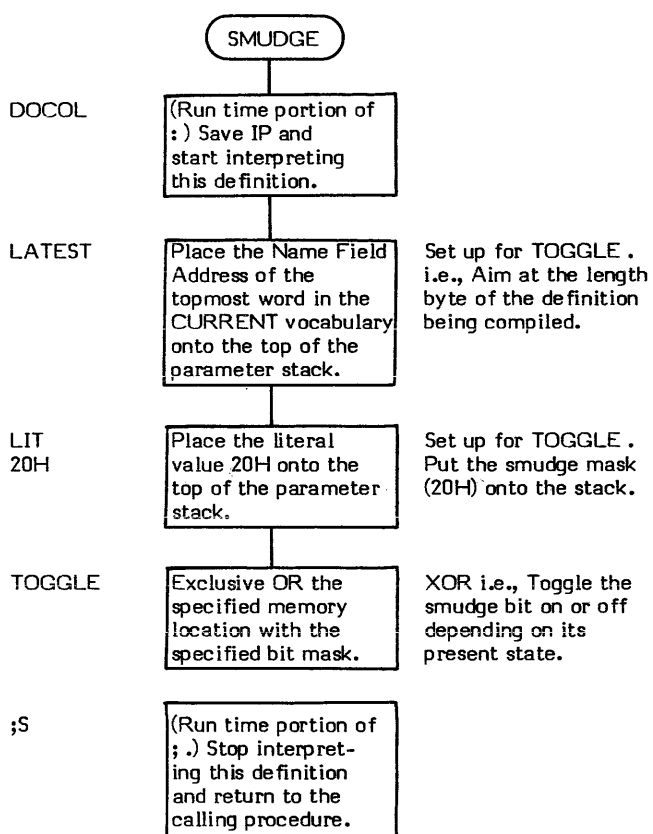 SMUDGE
DOCOL
(Run time portion of
: ) Save IP and
start interpreting
this definition.
LATEST
Place the Name Field
Address of the
topmost word in the
CURRENT vocabulary
onto the top of the
parameter stack.
Set up for TOGGLE .
i.e., Aim at the length
byte of the definition
being compiled.
LIT
20H
Place the literal
value 20H onto the
top of the parameter
stack.
Set up for TOGGLE .
Put the smudge mask
(20H) onto the stack.
TOGGLE
Exclusive OR the
specified memory
location with the
specified bit mask.
XOR i.e., Toggle the
smudge bit on or off
depending on its
present state.
;S
(Run time portion of
; .) Stop interpret-
ing this definition
and return to the
calling procedure.